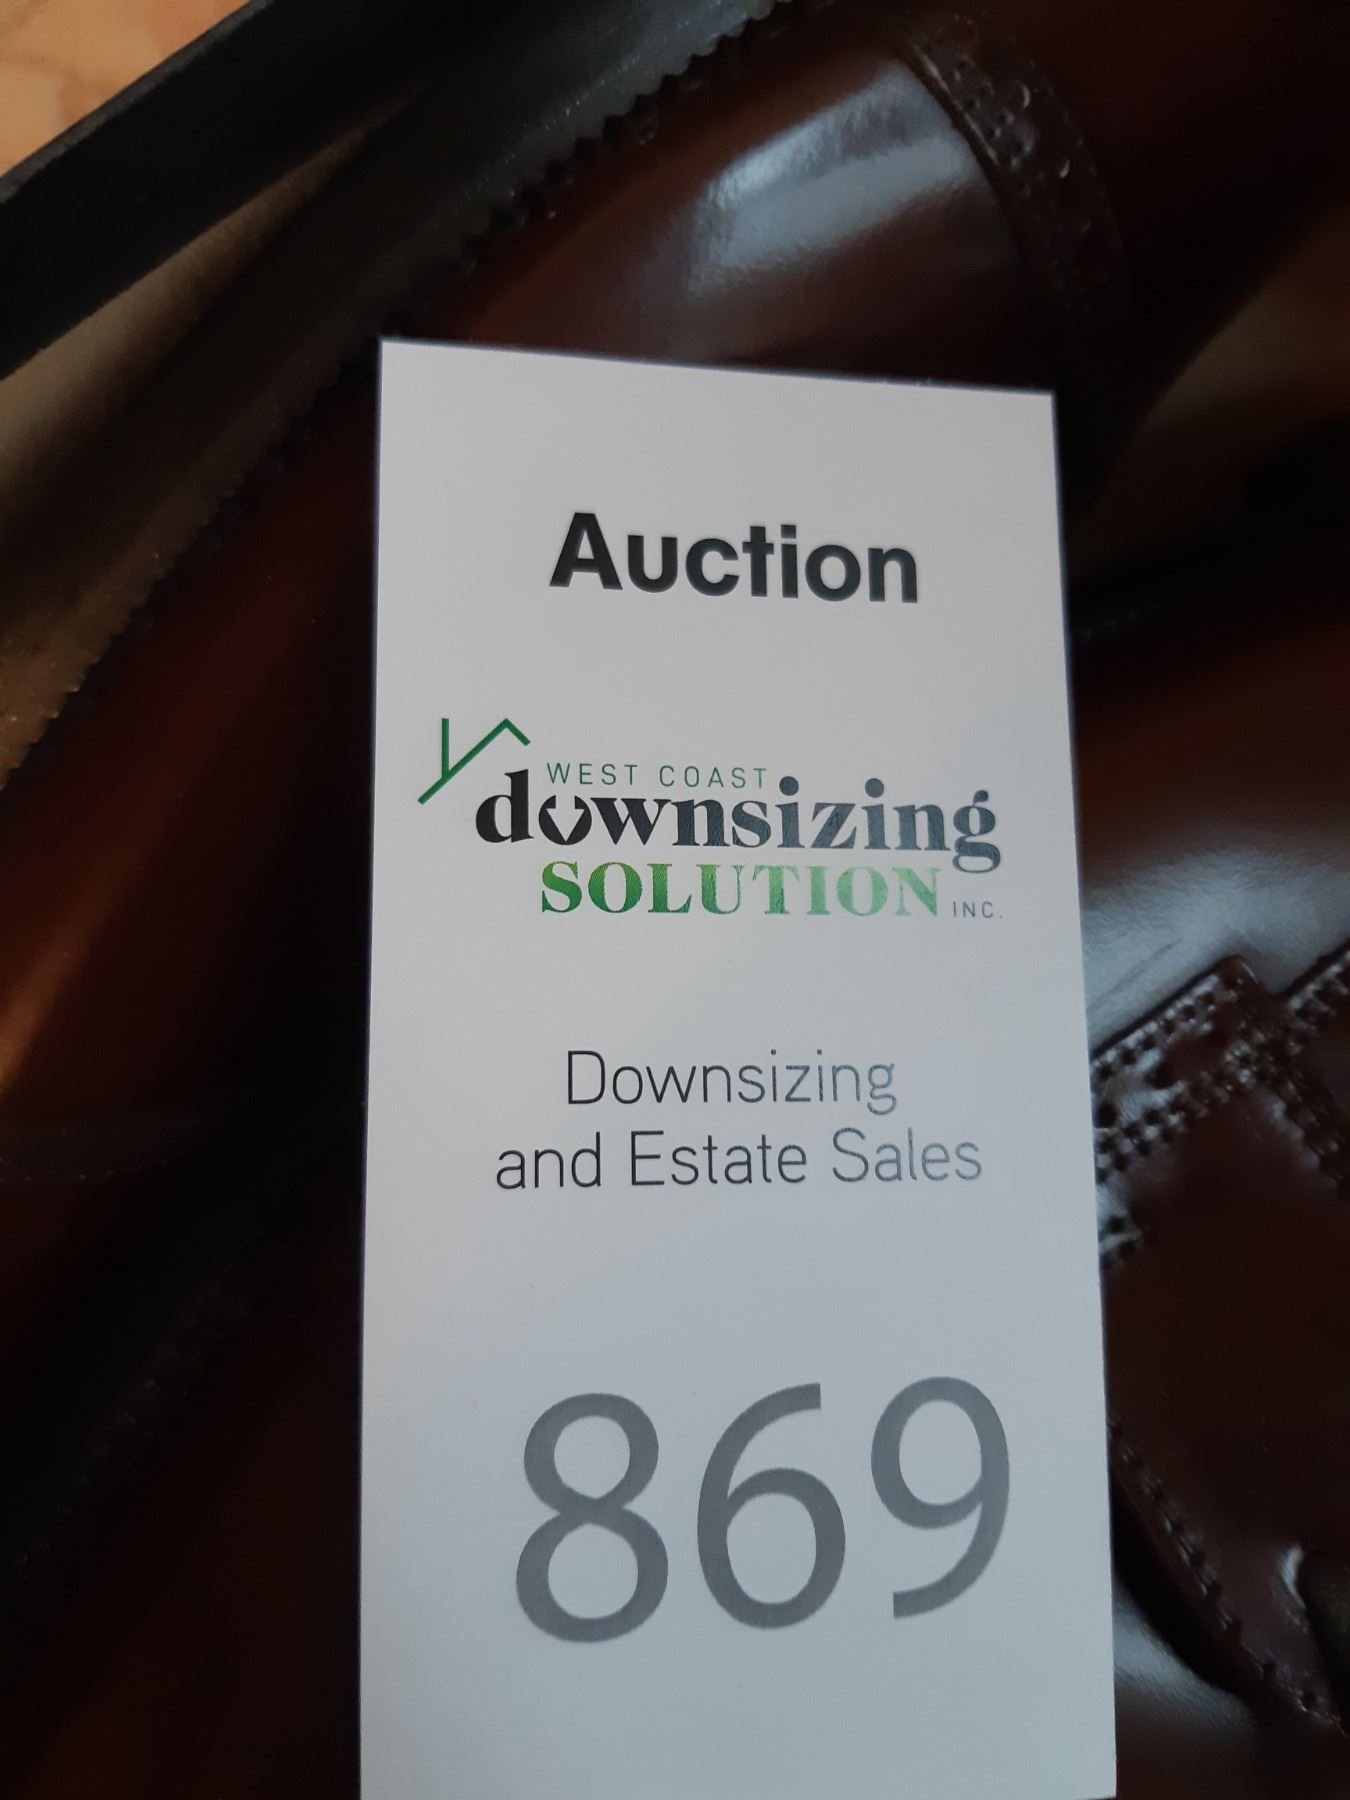 Auction
WEST COAST
downsizing
SOLUTION INC.
Downsizing
and Estate Sales
869